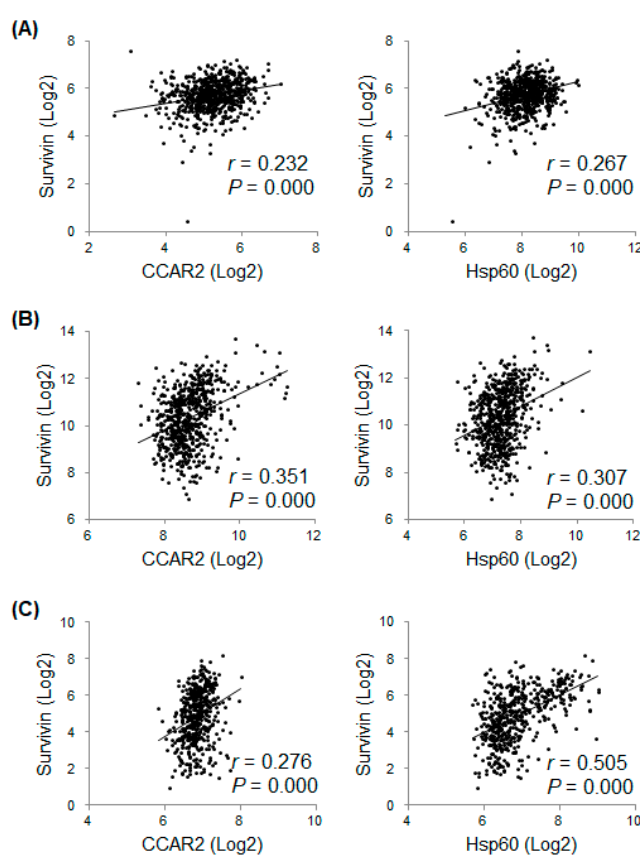 (A)
8
6
4
2
0
Survivin (Log2)
r = 0.232
P = 0.000
2
4
6
8
CCAR2 (Log2)
8
6
4
2
0
Survivin (Log2)
r = 0.267
P = 0.000
4
6
8
10
12
Hsp60 (Log2)
(B)
14
12
10
8
6
Survivin (Log2)
r = 0.351
P = 0.000
6
8
10
12
CCAR2 (Log2)
14
12
10
8
6
Survivin (Log2)
r = 0.307
P = 0.000
4
6
8
10
12
Hsp60 (Log2)
(C)
10
8
6
4
2
0
Survivin (Log2)
r = 0.276
P = 0.000
4
6
8
10
CCAR2 (Log2)
10
8
6
4
2
0
Survivin (Log2)
r = 0.505
P = 0.000
4
6
8
10
Hsp60 (Log2)